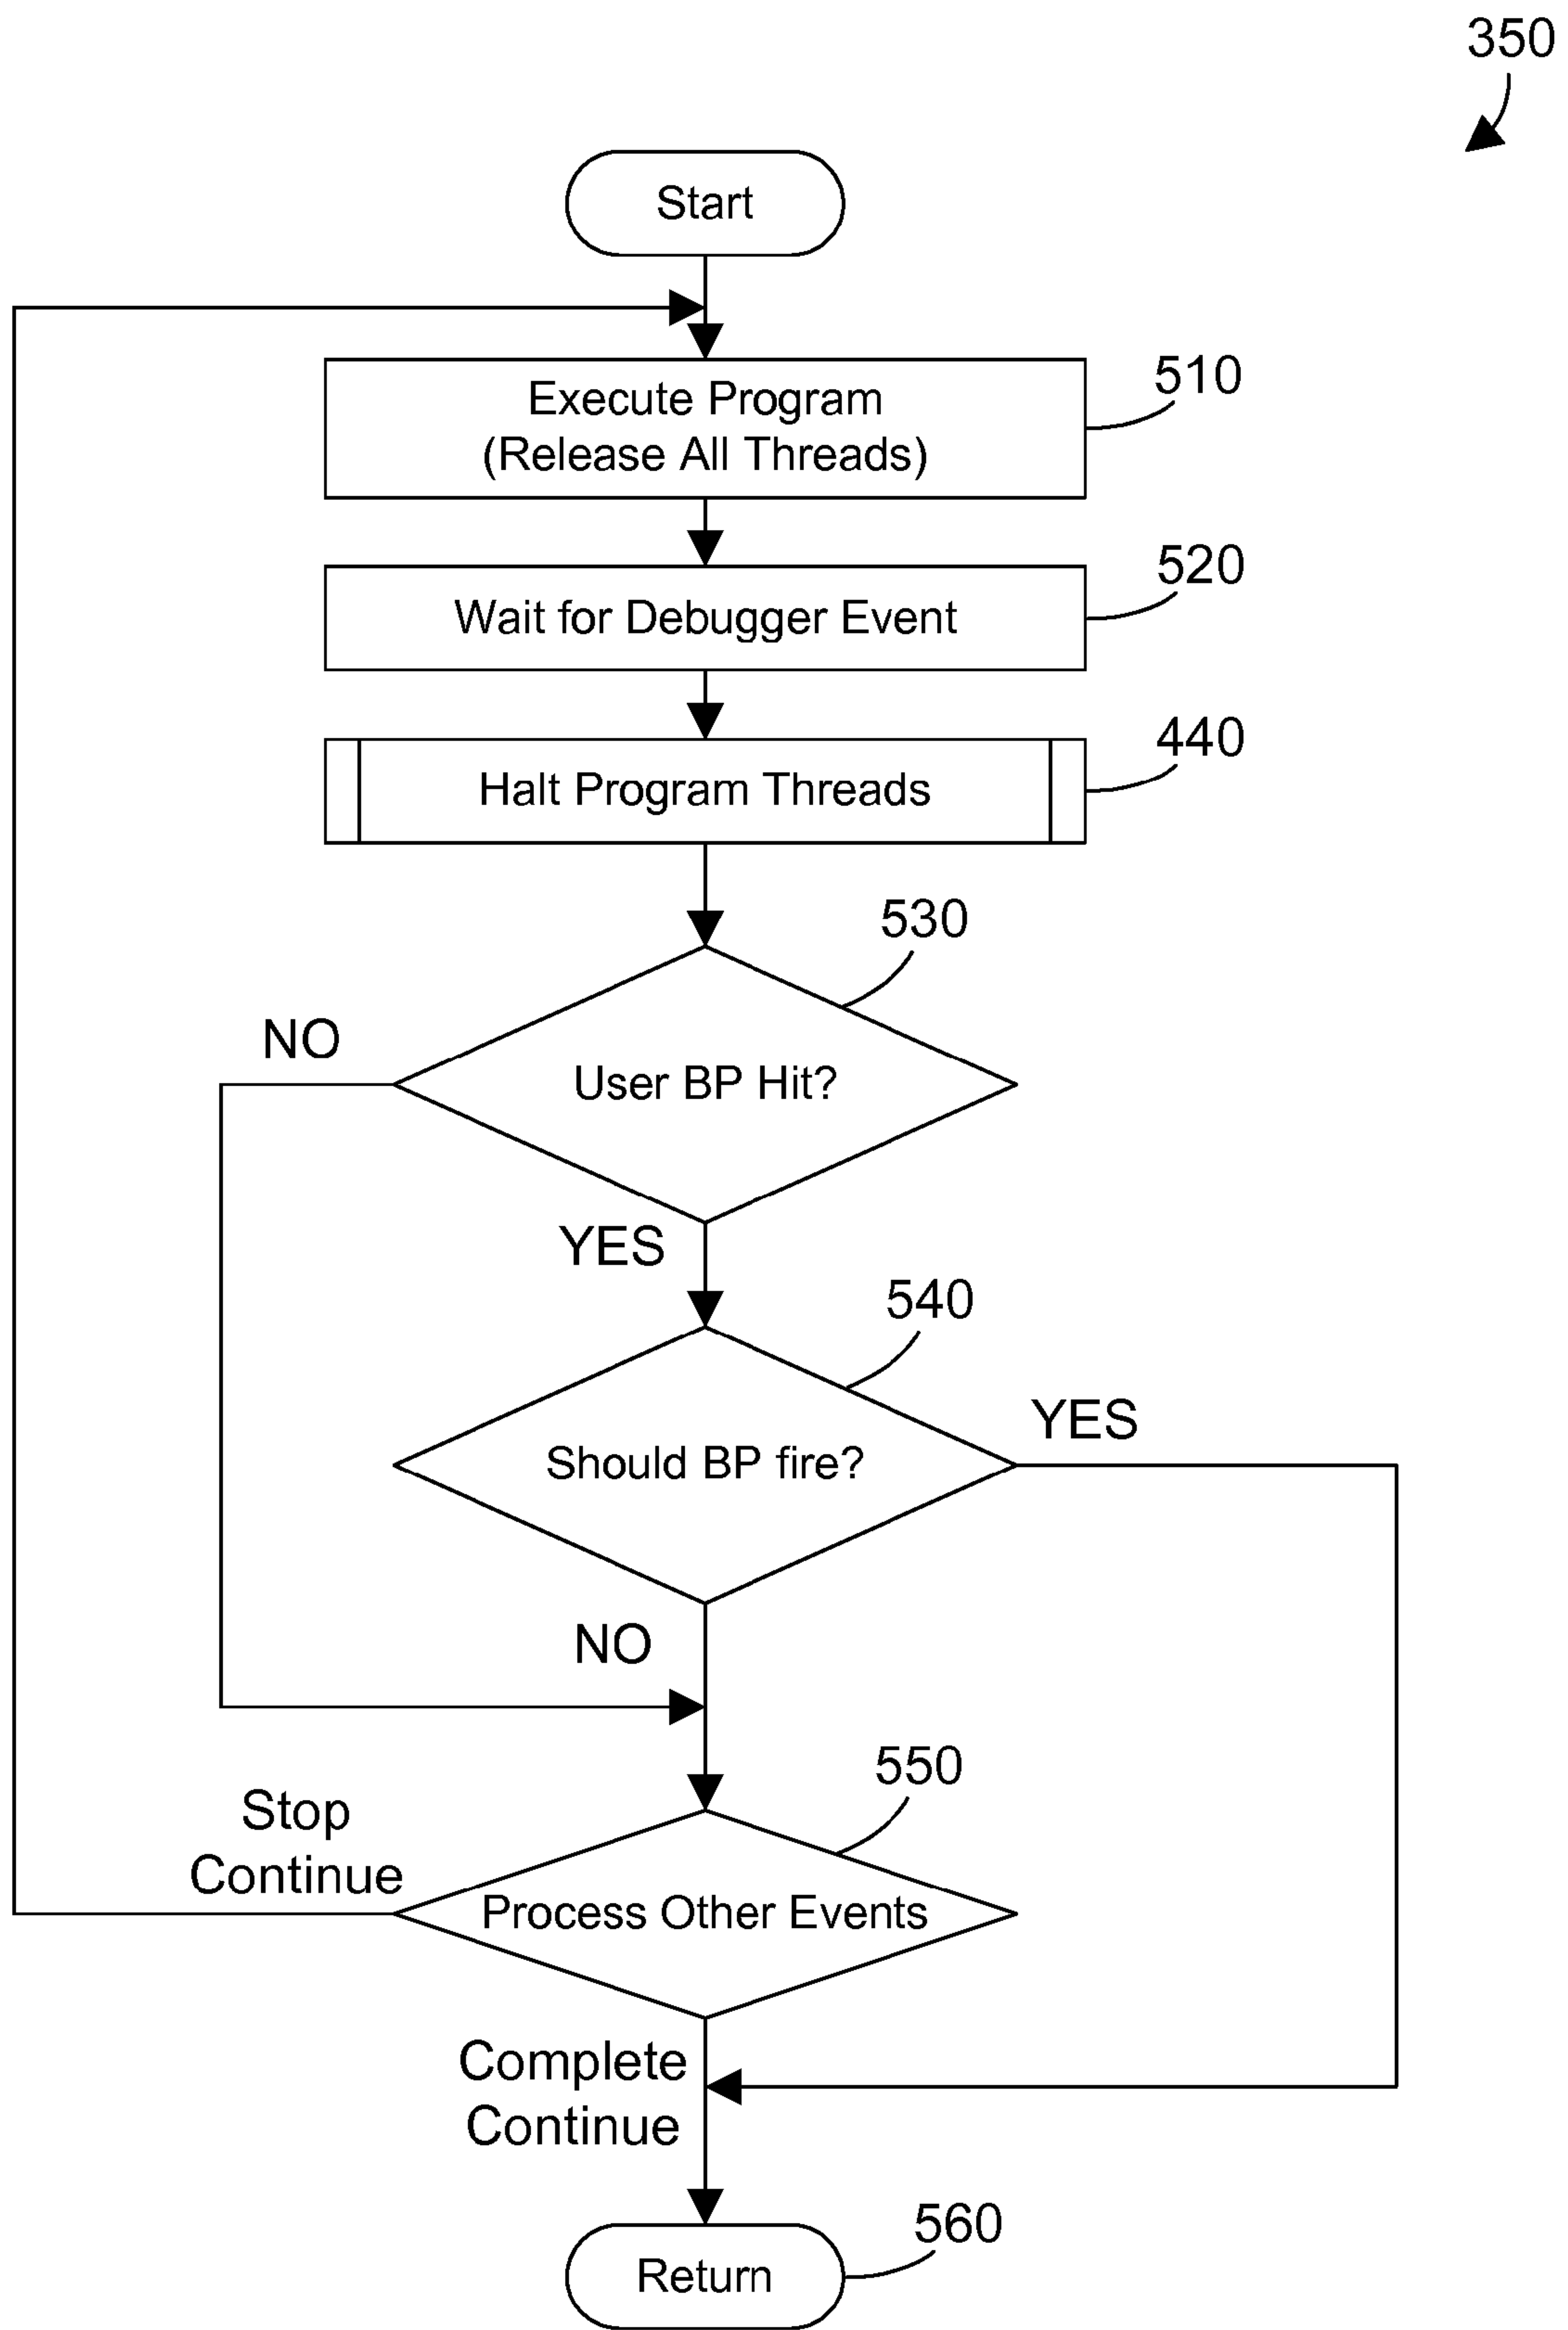 350
Start
Execute Program
(Release All Threads)
510
Wait for Debugger Event
520
Halt Program Threads
440
530
NO
User BP Hit?
YES
540
YES
Should BP fire?
NO
550
Stop
Continue
Process Other Events
Complete
Continue
560
Return